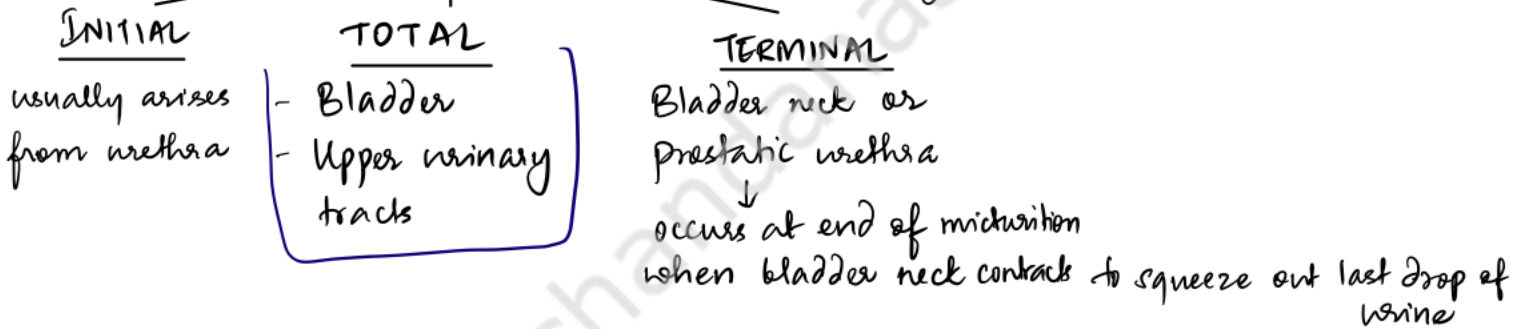 INITIAL
usually arises
from urethra
TOTAL
- Bladder
- Upper urinary
tracts
TERMINAL
Bladder neck or
prostatic urethra
↓
occurs at end of micturition
when bladder neck contracts to squeeze out last drop of
urine